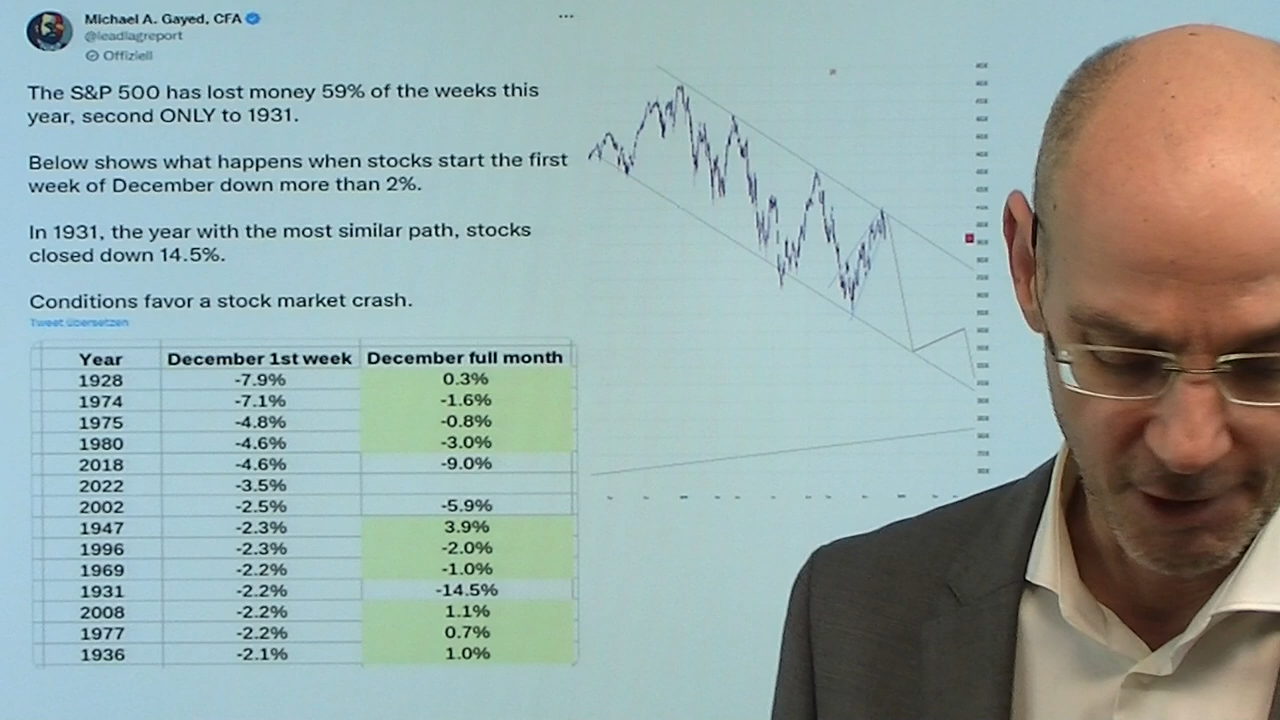 Michael A. Gayed, CFA
@leadlagreport
Offiziell
The S&P 500 has lost money 59% of the weeks this
year, second ONLY to 1931.
Below shows what happens when stocks start the first
week of December down more than 2%.
In 1931, the year with the most similar path, stocks
closed down 14.5%.
Conditions favor a stock market crash.
Tweet übersetzen
Year December 1st week December full month
1928 -7.9% 0.3%
1974 -7.1% -1.6%
1975 -4.8% -0.8%
1980 -4.6% -3.0%
2018 -4.6% -9.0%
2022 -3.5%
2002 -2.5% -5.9%
1947 -2.3% 3.9%
1996 -2.3% -2.0%
1969 -2.2% -1.0%
1931 -2.2% -14.5%
2008 -2.2% 1.1%
1977 -2.2% 0.7%
1936 -2.1% 1.0%